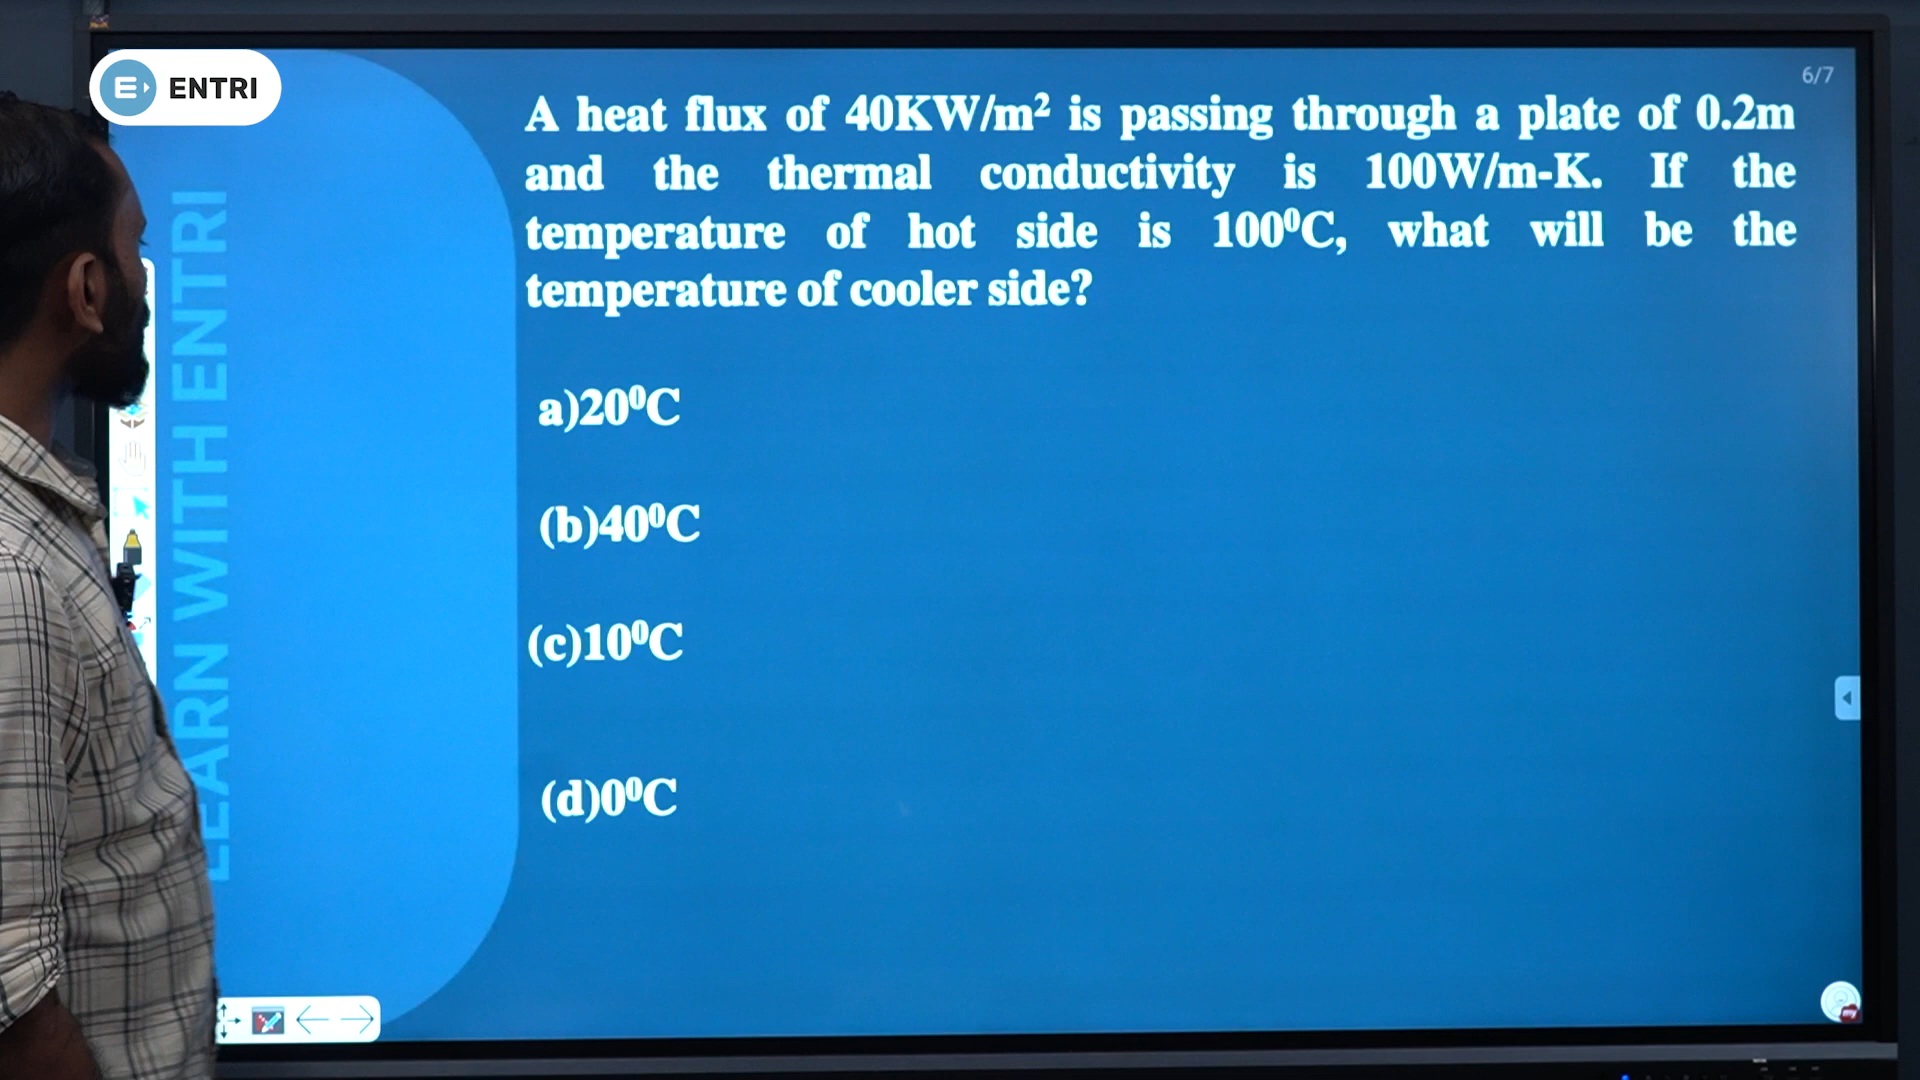 ENTRI
6/7
A heat flux of 40KW/m² is passing through a plate of 0.2m
and the thermal conductivity is 100W/m-K. If the
temperature of hot side is 100⁰C, what will be the
temperature of cooler side?
a)20⁰C
(b)40⁰C
(c)10⁰C
(d)0⁰C
LEARN WITH ENTRI